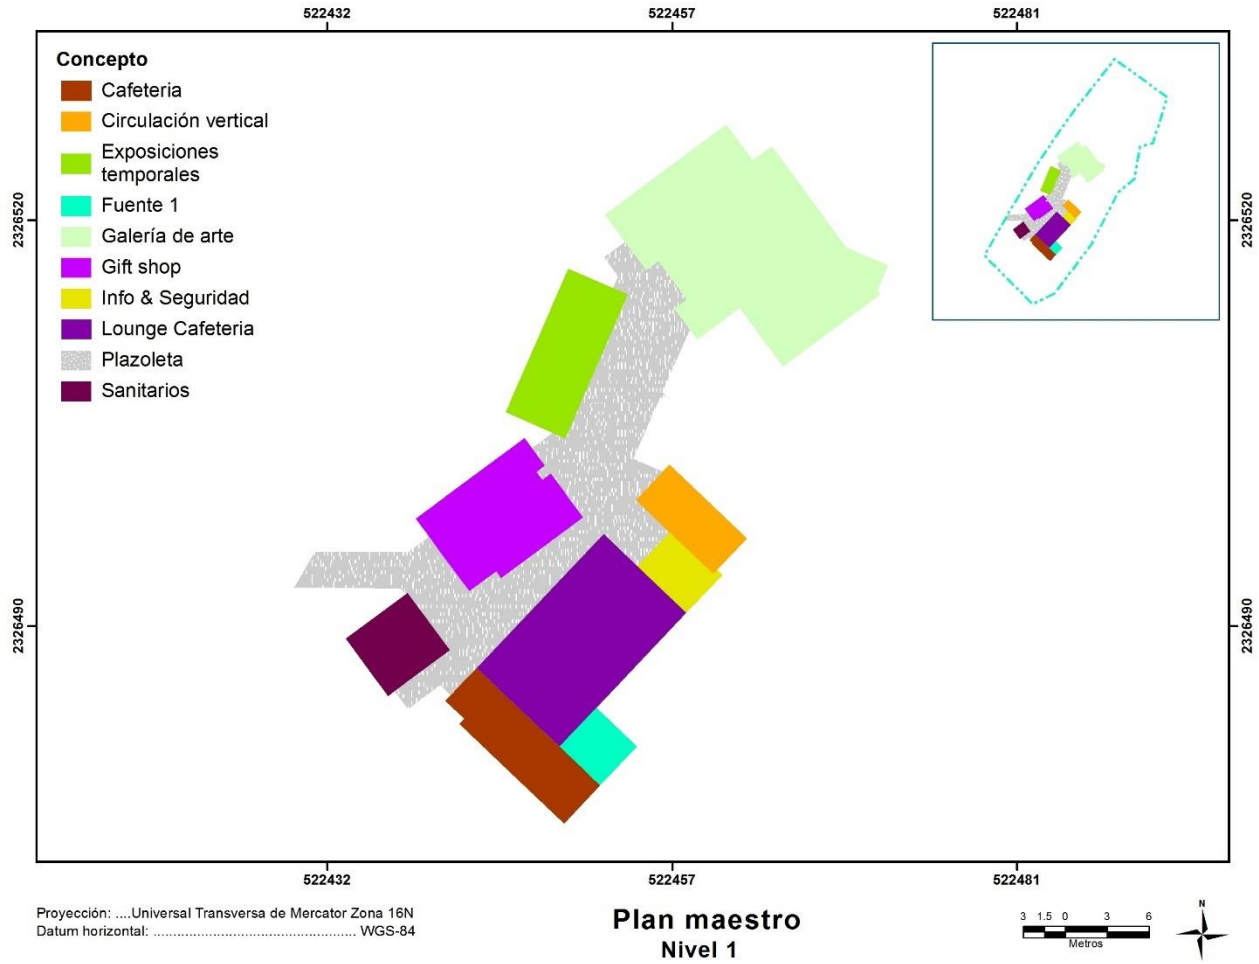 522432
522457
522481
Concepto
Cafeteria
Circulación vertical
Exposiciones
temporales
Fuente 1
Galería de arte
Gift shop
Info & Seguridad
Lounge Cafeteria
Plazoleta
Sanitarios
2326520
2326520
2326490
2326490
522432
522457
522481
Proyección: ....Universal Transversa de Mercator Zona 16N
Datum horizontal: ................................................ WGS-84
Plan maestro
Nivel 1
3 1.5 0 3 6
Metros
N